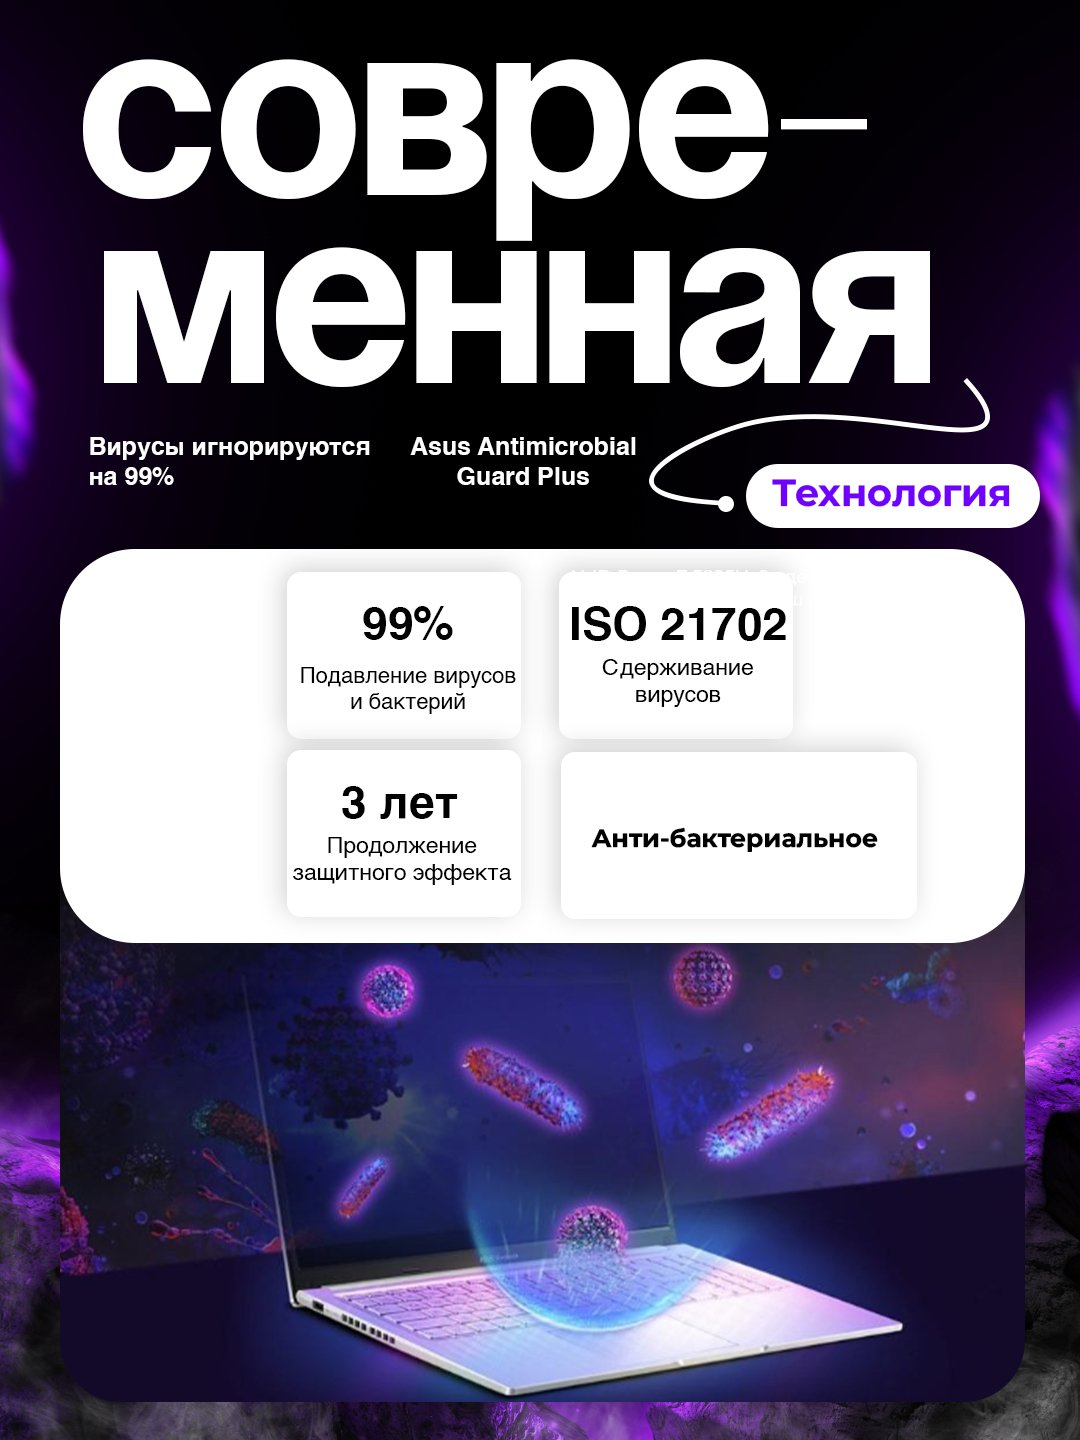 совре-
менная
Вирусы игнорируются
на 99%
Asus Antimicrobial
Guard Plus
Технология
99%
Подавление вирусов
и бактерий
ISO 21702
Сдерживание
вирусов
3 лет
Продолжение
защитного эффекта
Анти-бактериальное